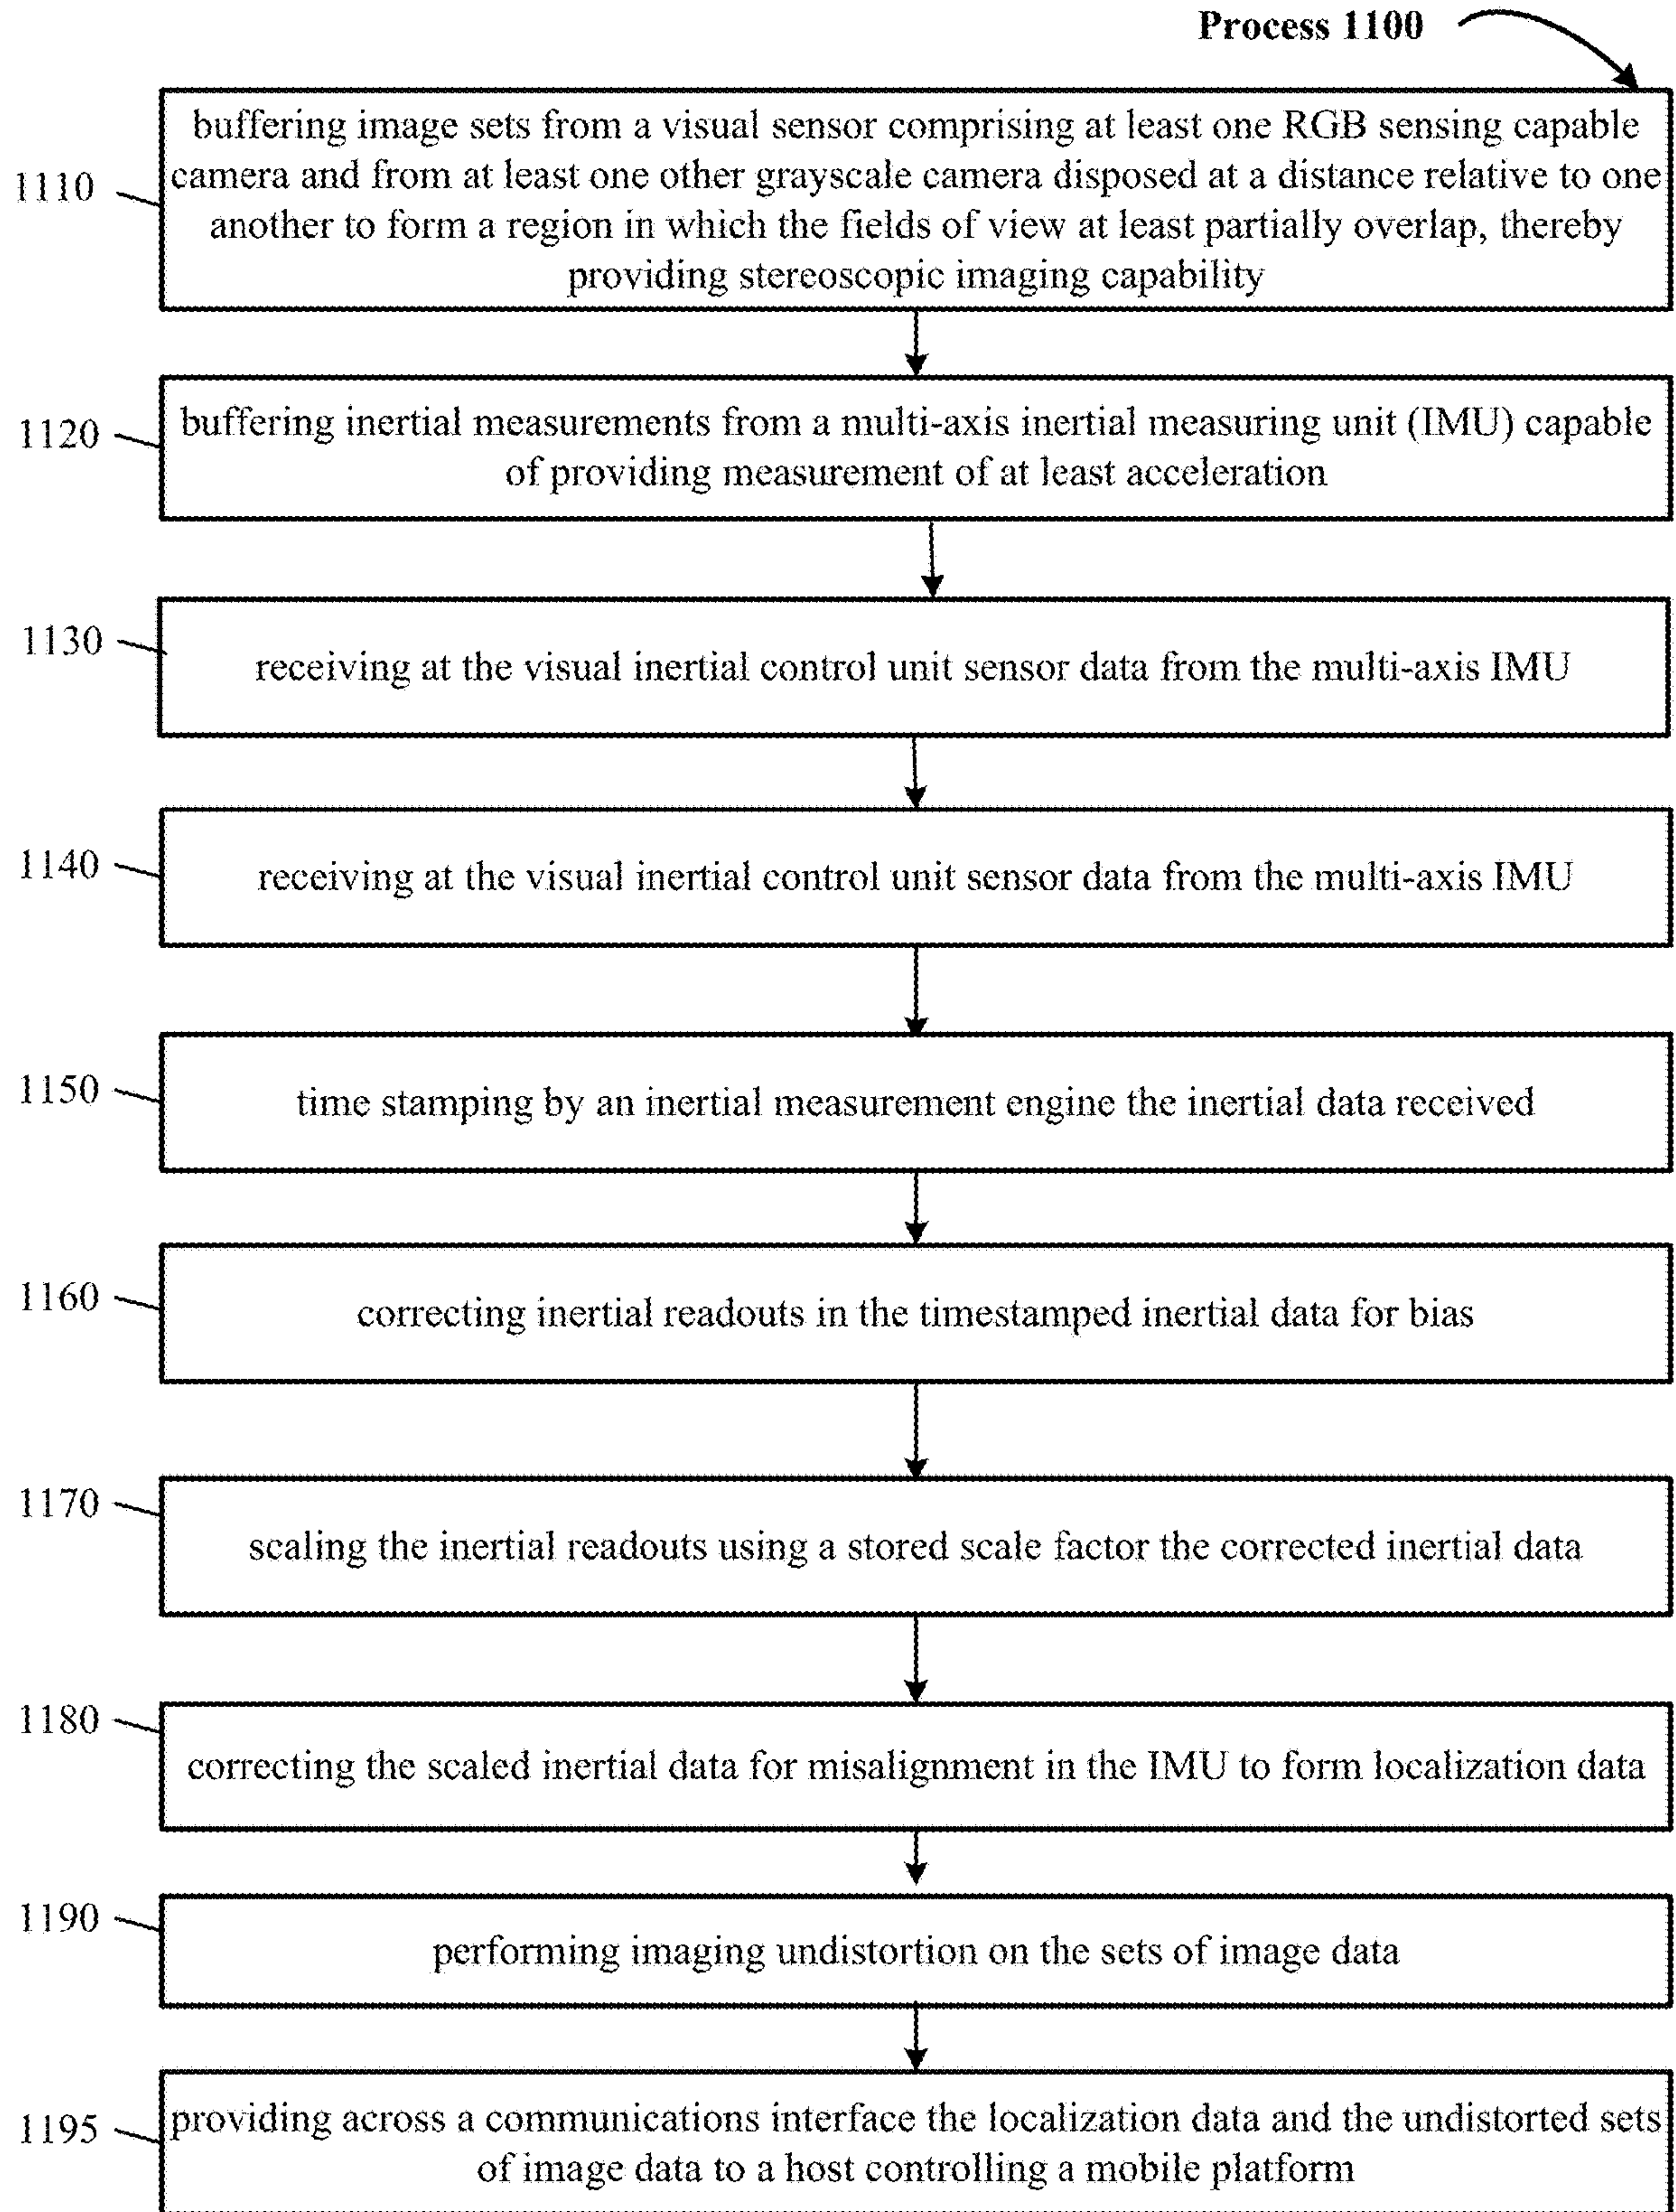 Process 1100
buffering image sets from a visual sensor comprising at least one RGB sensing capable
1110
camera and from at least one other grayscale camera disposed at a distance relative to one
another to form a region in which the fields of view at least partially overlap, thereby
providing stereoscopic imaging capability
1120
buffering inertial measurements from a multi-axis inertial measuring unit (IMU) capable
of providing measurement of at least acceleration
1130
receiving at the visual inertial control unit sensor data from the multi-axis IMU
1140
receiving at the visual inertial control unit sensor data from the multi-axis IMU
1150
time stamping by an inertial measurement engine the inertial data received
1160
correcting inertial readouts in the timestamped inertial data for bias
1170
scaling the inertial readouts using a stored scale factor the corrected inertial data
1180
correcting the scaled inertial data for misalignment in the IMU to form localization data
1190
performing imaging undistortion on the sets of image data
1195
providing across a communications interface the localization data and the undistorted sets
of image data to a host controlling a mobile platform